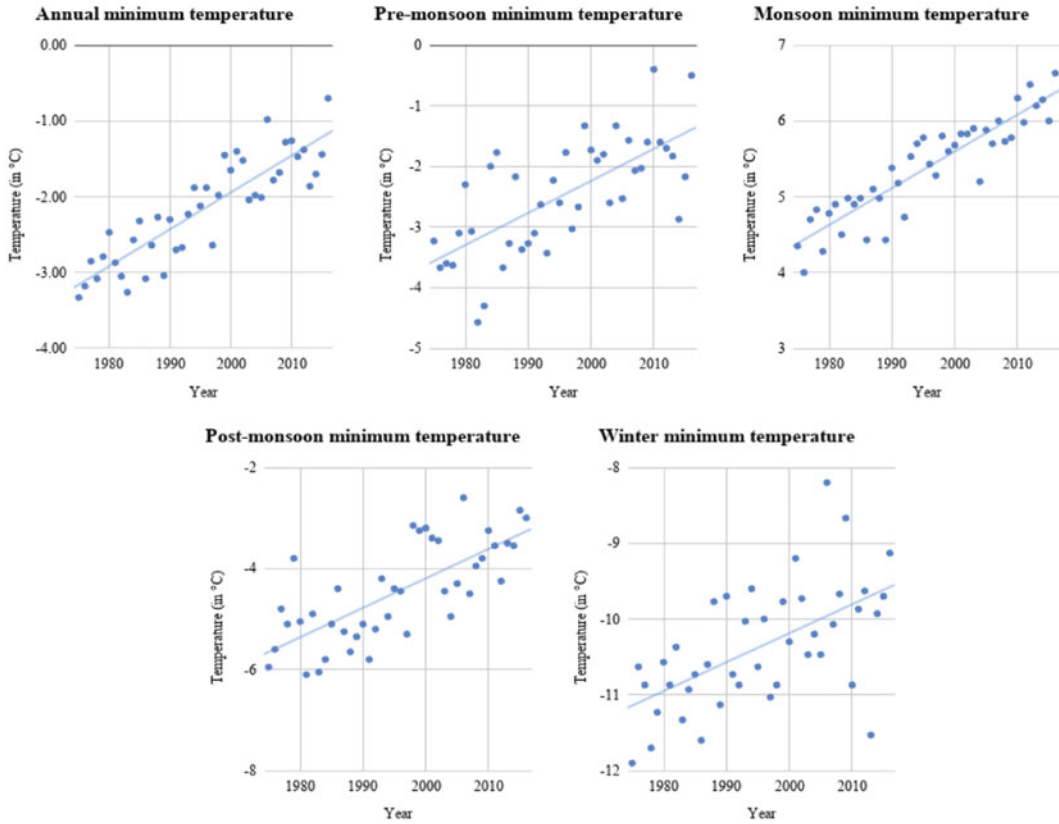 Annual minimum temperature
0.00
-1.00
-2.00
-3.00
-4.00
Temperature (in °C)
1980 1990 2000 2010
Year
Pre-monsoon minimum temperature
0
-1
-2
-3
-4
-5
Temperature (in °C)
1980 1990 2000 2010
Year
Monsoon minimum temperature
7
6
5
4
3
Temperature (in °C)
1980 1990 2000 2010
Year
Post-monsoon minimum temperature
-2
-4
-6
-8
Temperature (in °C)
1980 1990 2000 2010
Year
Winter minimum temperature
-8
-9
-10
-11
-12
Temperature (in °C)
1980 1990 2000 2010
Year